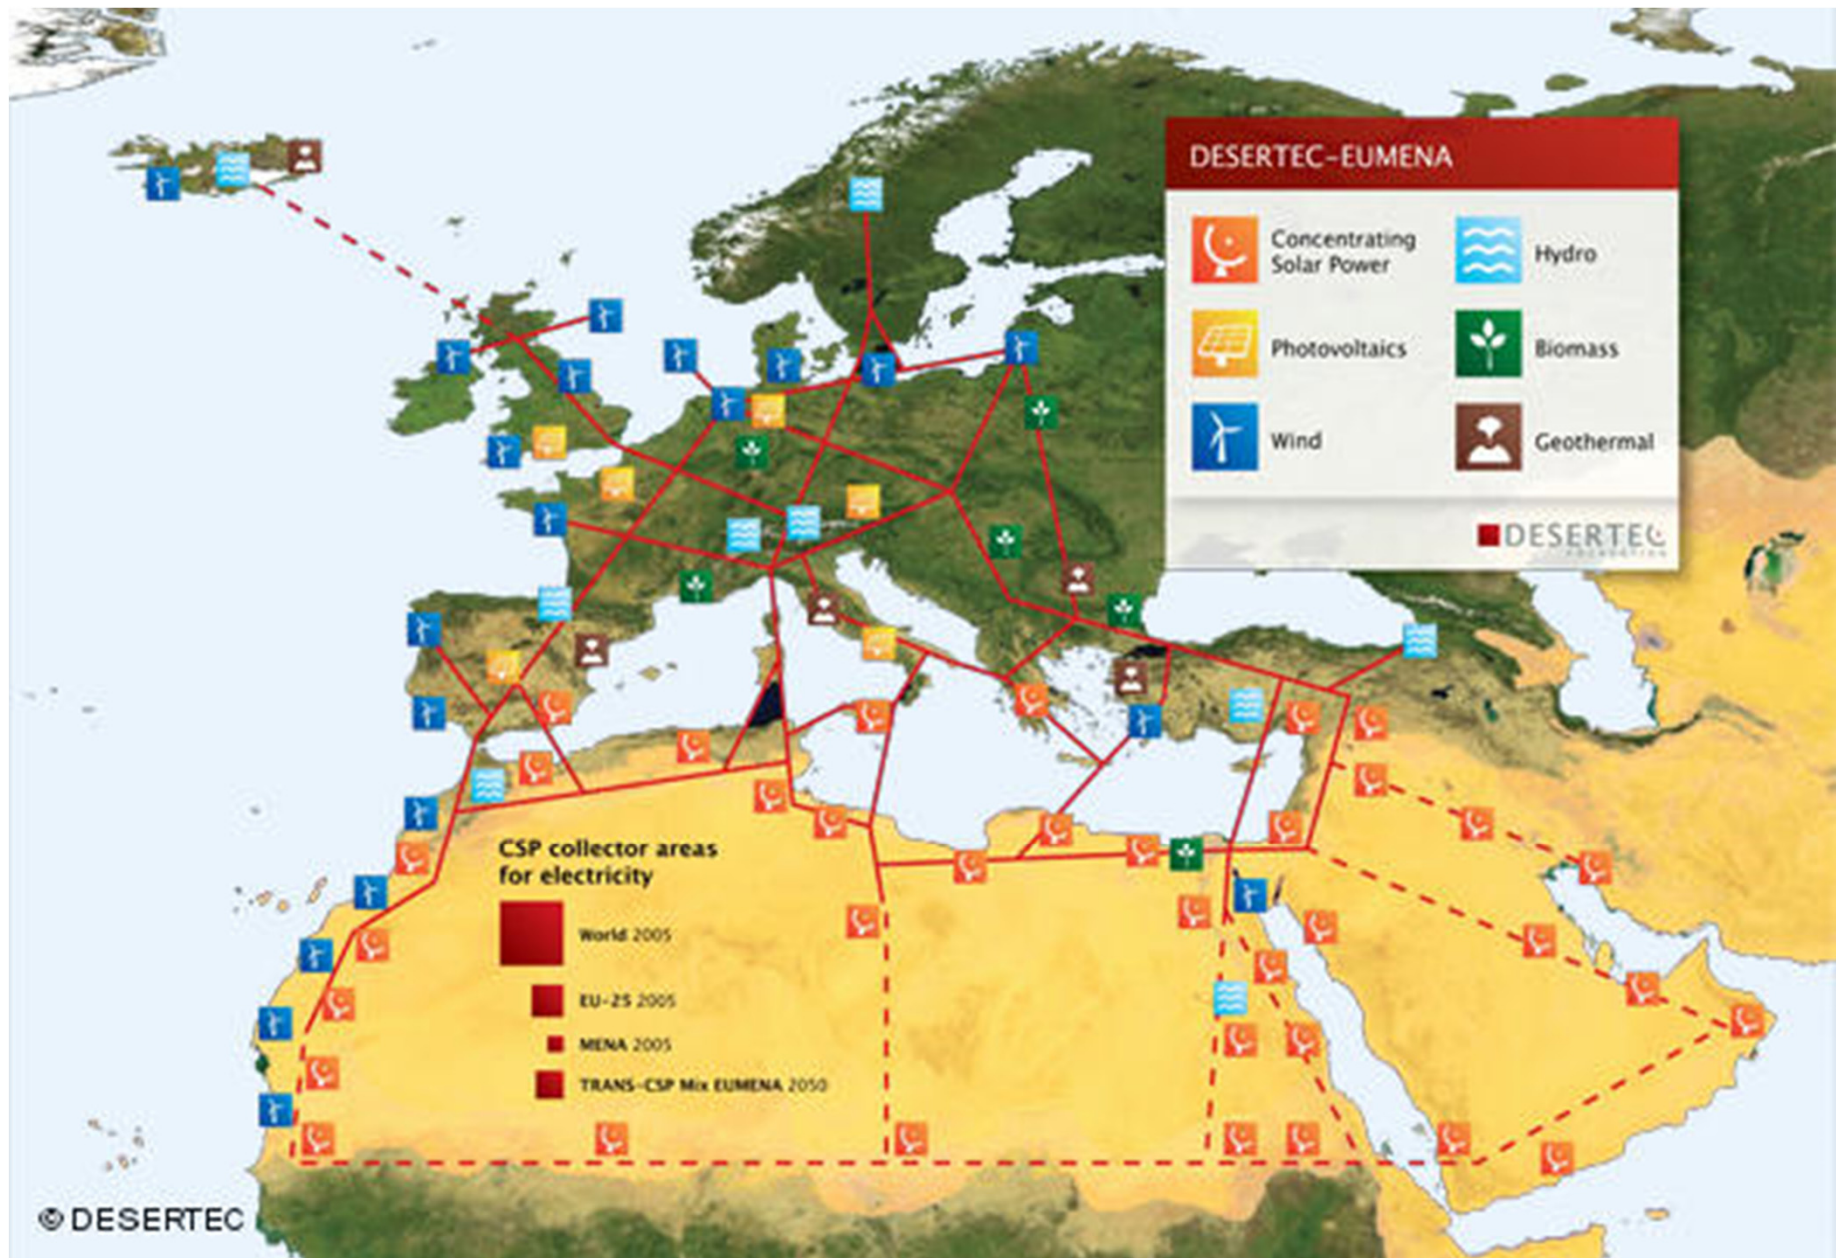 DESERTEC-EUMENA
Concentrating
Solar Power
Hydro
Photovoltaics
Biomass
Wind
Geothermal
DESERTEC
FOUNDATION
CSP collector areas
for electricity
World 2005
EU-25 2005
MENA 2005
TRANS-CSP Mix EUMENA 2050
© DESERTEC